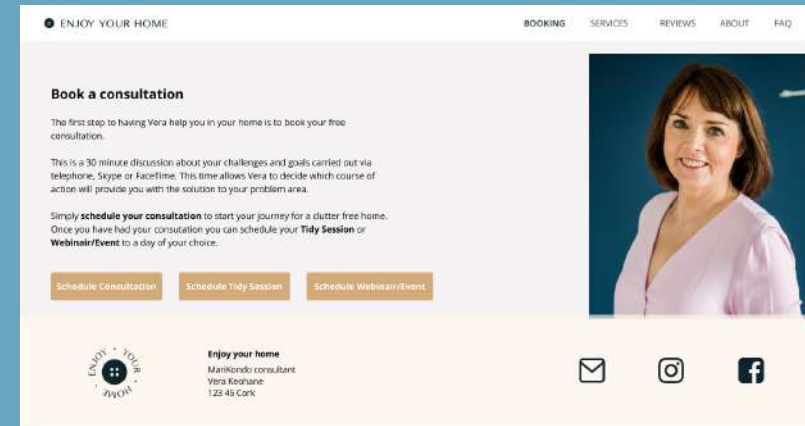 ENJOY YOUR HOME
BOOKING SERVICES REVIEWS ABOUT FAQ
Book a consultation
The first step to having Vera help you in your home is to book your free
consultation.
This is a 30 minute discussion about your challenges and goals carried out via
telephone, Skype or FaceTime. This time allows Vera to decide which course of
action will provide you with the solution to your problem area.
Simply schedule your consultation to start your journey for a clutter free home.
Once you have had your consutation you can schedule your Tidy Session or
Webinair/Event to a day of your choice.
Schedule Consultation Schedule Tidy Session Schedule Webinair/Event
ENJOY • YOUR • HOME •
Enjoy your home
MariKondo consultant
Vera Keohane
123 45 Cork